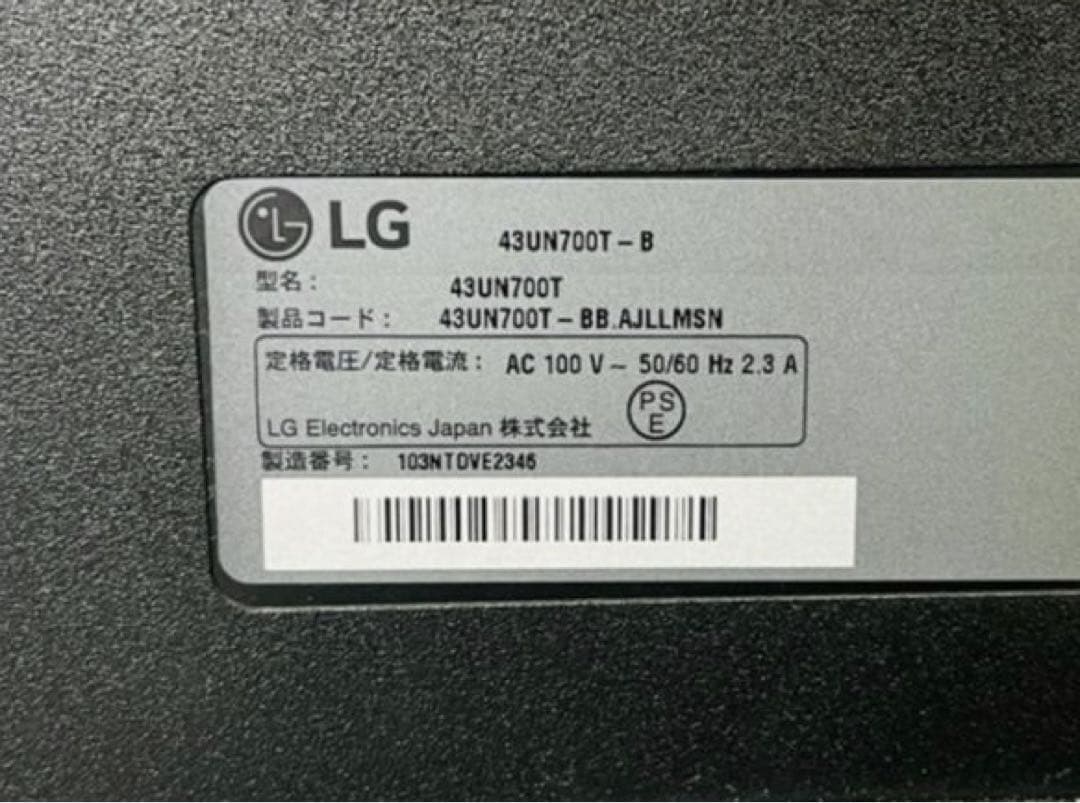 LG 43UN700T-B
型名： 43UN700T
製品コード： 43UN700T-BB.AJLLMSN
定格電圧/定格電流： AC 100 V~ 50/60 Hz 2.3 A
LG Electronics Japan 株式会社 PSE
製造番号： 103NTDVE2346